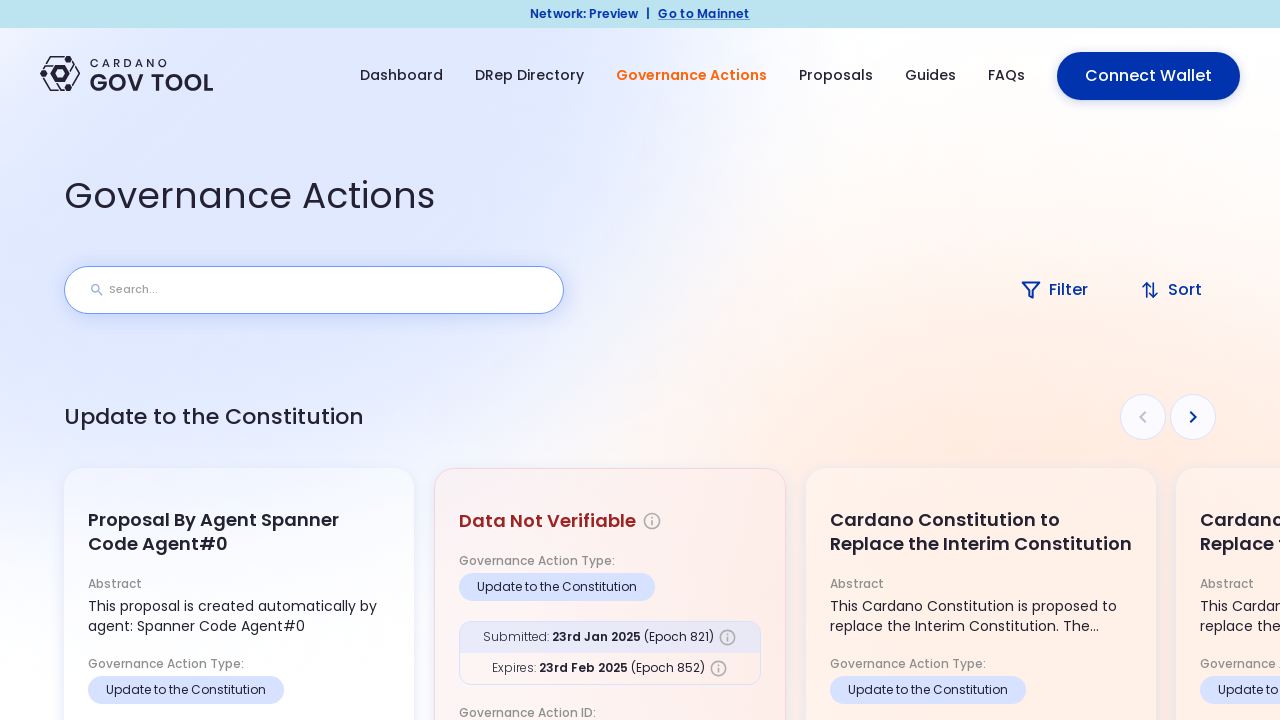 Network: Preview | Go to Mainnet
CARDANO
GOV TOOL
Dashboard
DRep Directory
Governance Actions
Proposals
Guides
FAQs
Connect Wallet
Governance Actions
Search...
Filter
Sort
Update to the Constitution
Proposal By Agent Spanner
Code Agent#0
Abstract
This proposal is created automatically by
agent: Spanner Code Agent#0
Governance Action Type:
Update to the Constitution
Data Not Verifiable
Governance Action Type:
Update to the Constitution
Submitted: 23rd Jan 2025 (Epoch 821)
Expires: 23rd Feb 2025 (Epoch 852)
Governance Action ID:
Cardano Constitution to
Replace the Interim Constitution
Abstract
This Cardano Constitution is proposed to
replace the Interim Constitution. The...
Governance Action Type:
Update to the Constitution
Cardano
Replace
Abstract
This
replace the
Governance
Update to